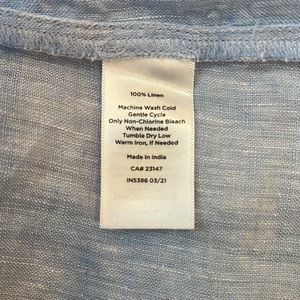 100% Linen
Machine Wash Cold
Gentle Cycle
Only Non-Chlorine Bleach
When Needed
Tumble Dry Low
Warm Iron, If Needed
Made in India
CA# 23147
INS386 03/21